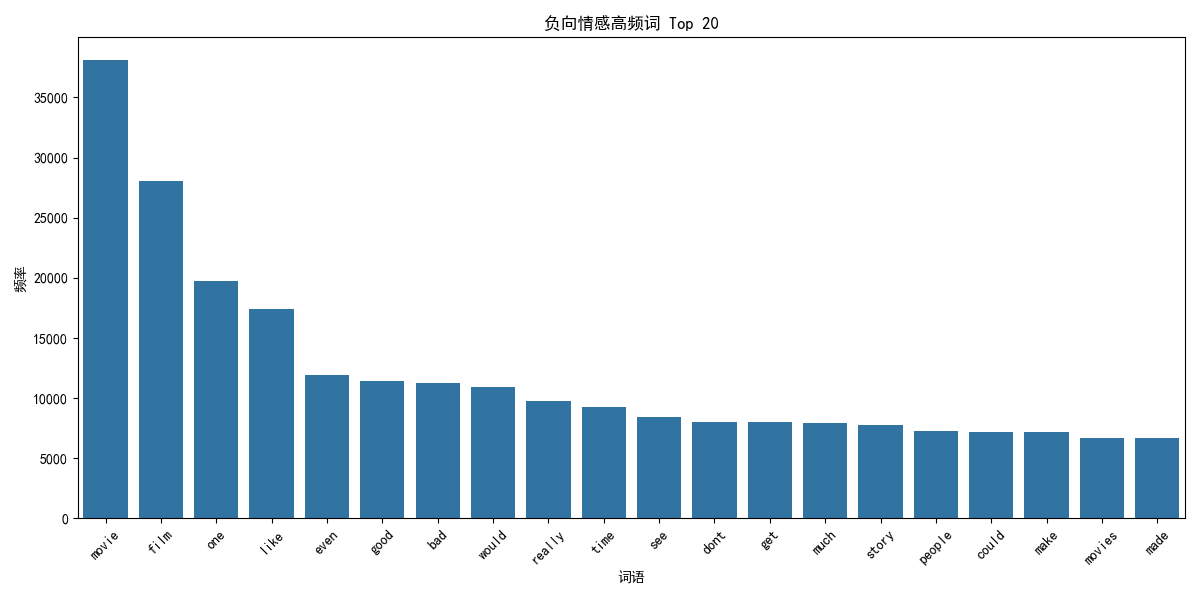 负向情感高频词 Top 20
频率
35000
30000
25000
20000
15000
10000
5000
0
movie film one like even good bad would really time see dont get much story people could make movies made
词语